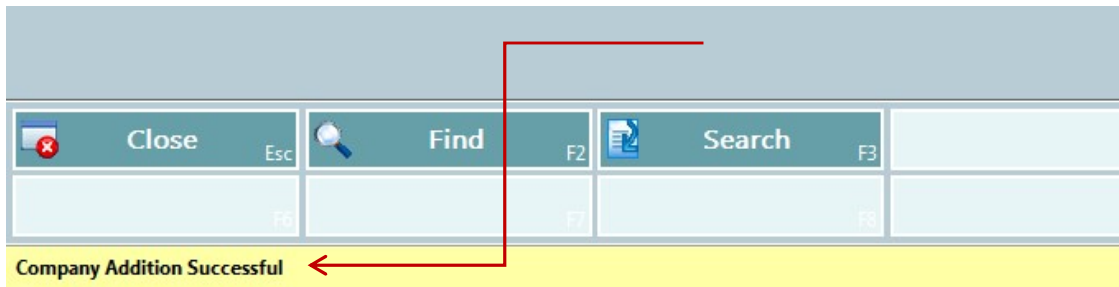 Close Esc Find F2 Search F3
F6 F7 F8
Company Addition Successful